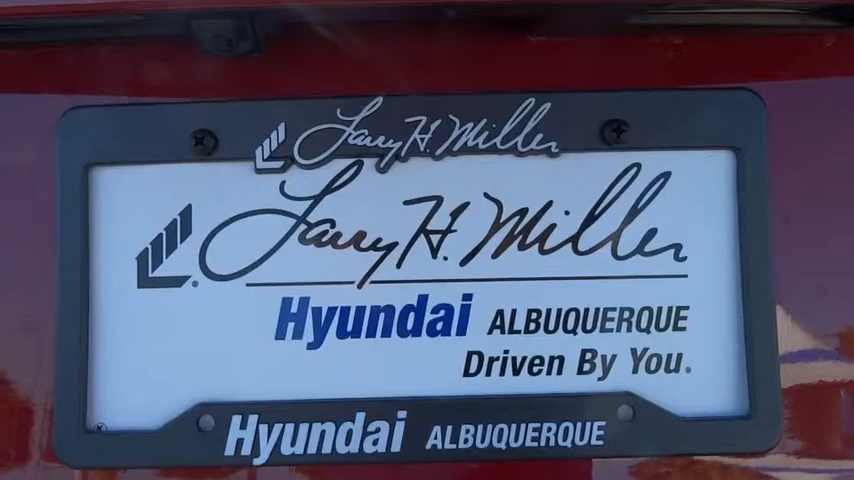 Larry H. Miller
Larry H. Miller
Hyundai ALBUQUERQUE
Driven By You.
Hyundai ALBUQUERQUE